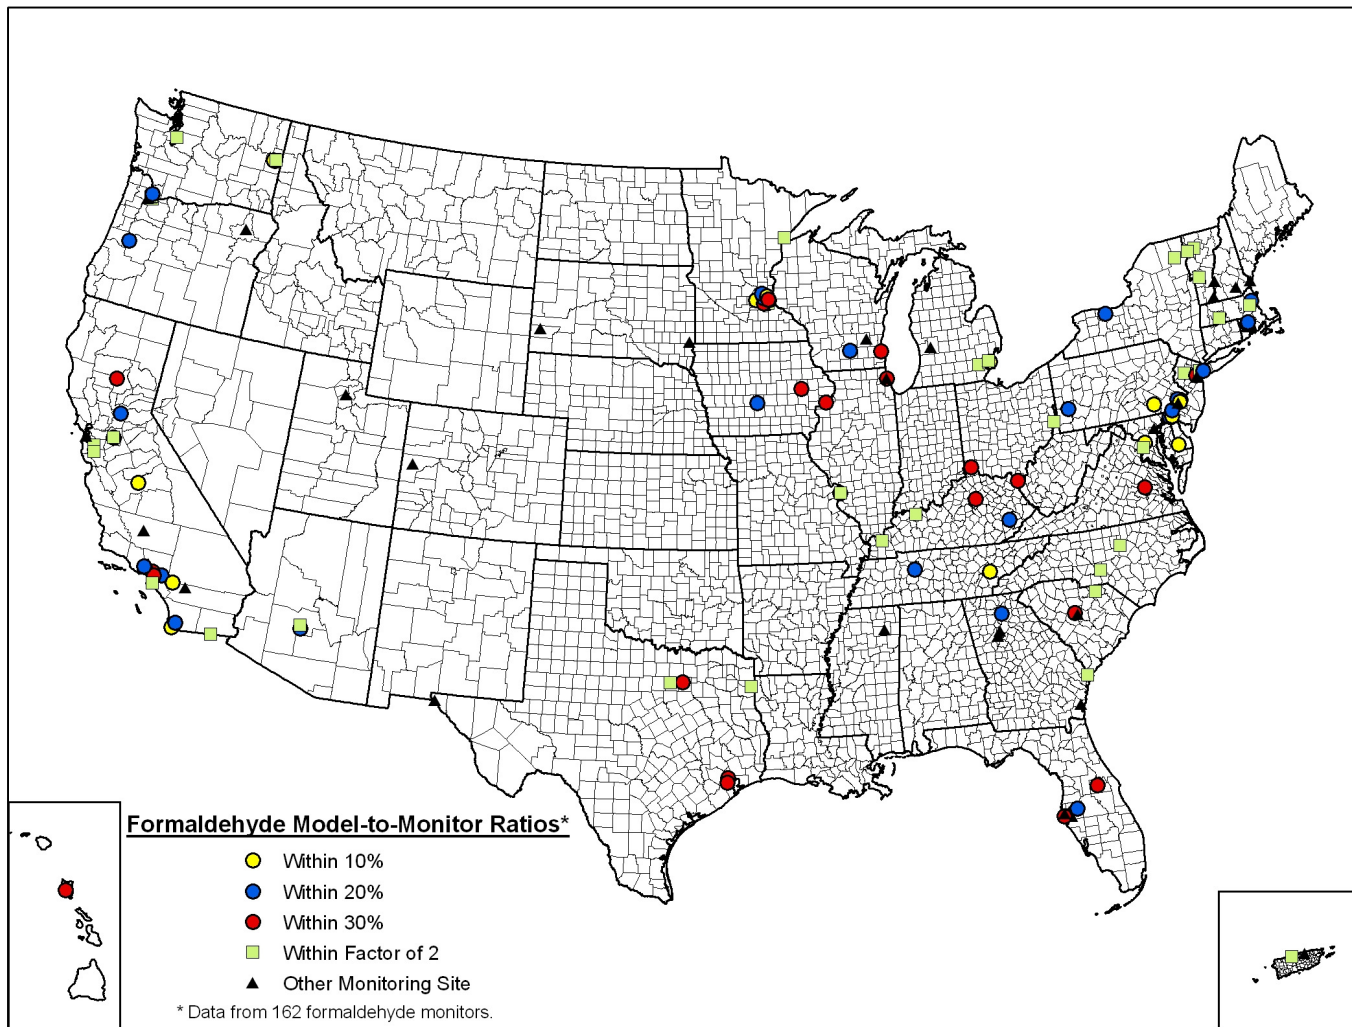 Formaldehyde Model-to-Monitor Ratios*
Within 10%
Within 20%
Within 30%
Within Factor of 2
Other Monitoring Site
* Data from 162 formaldehyde monitors.